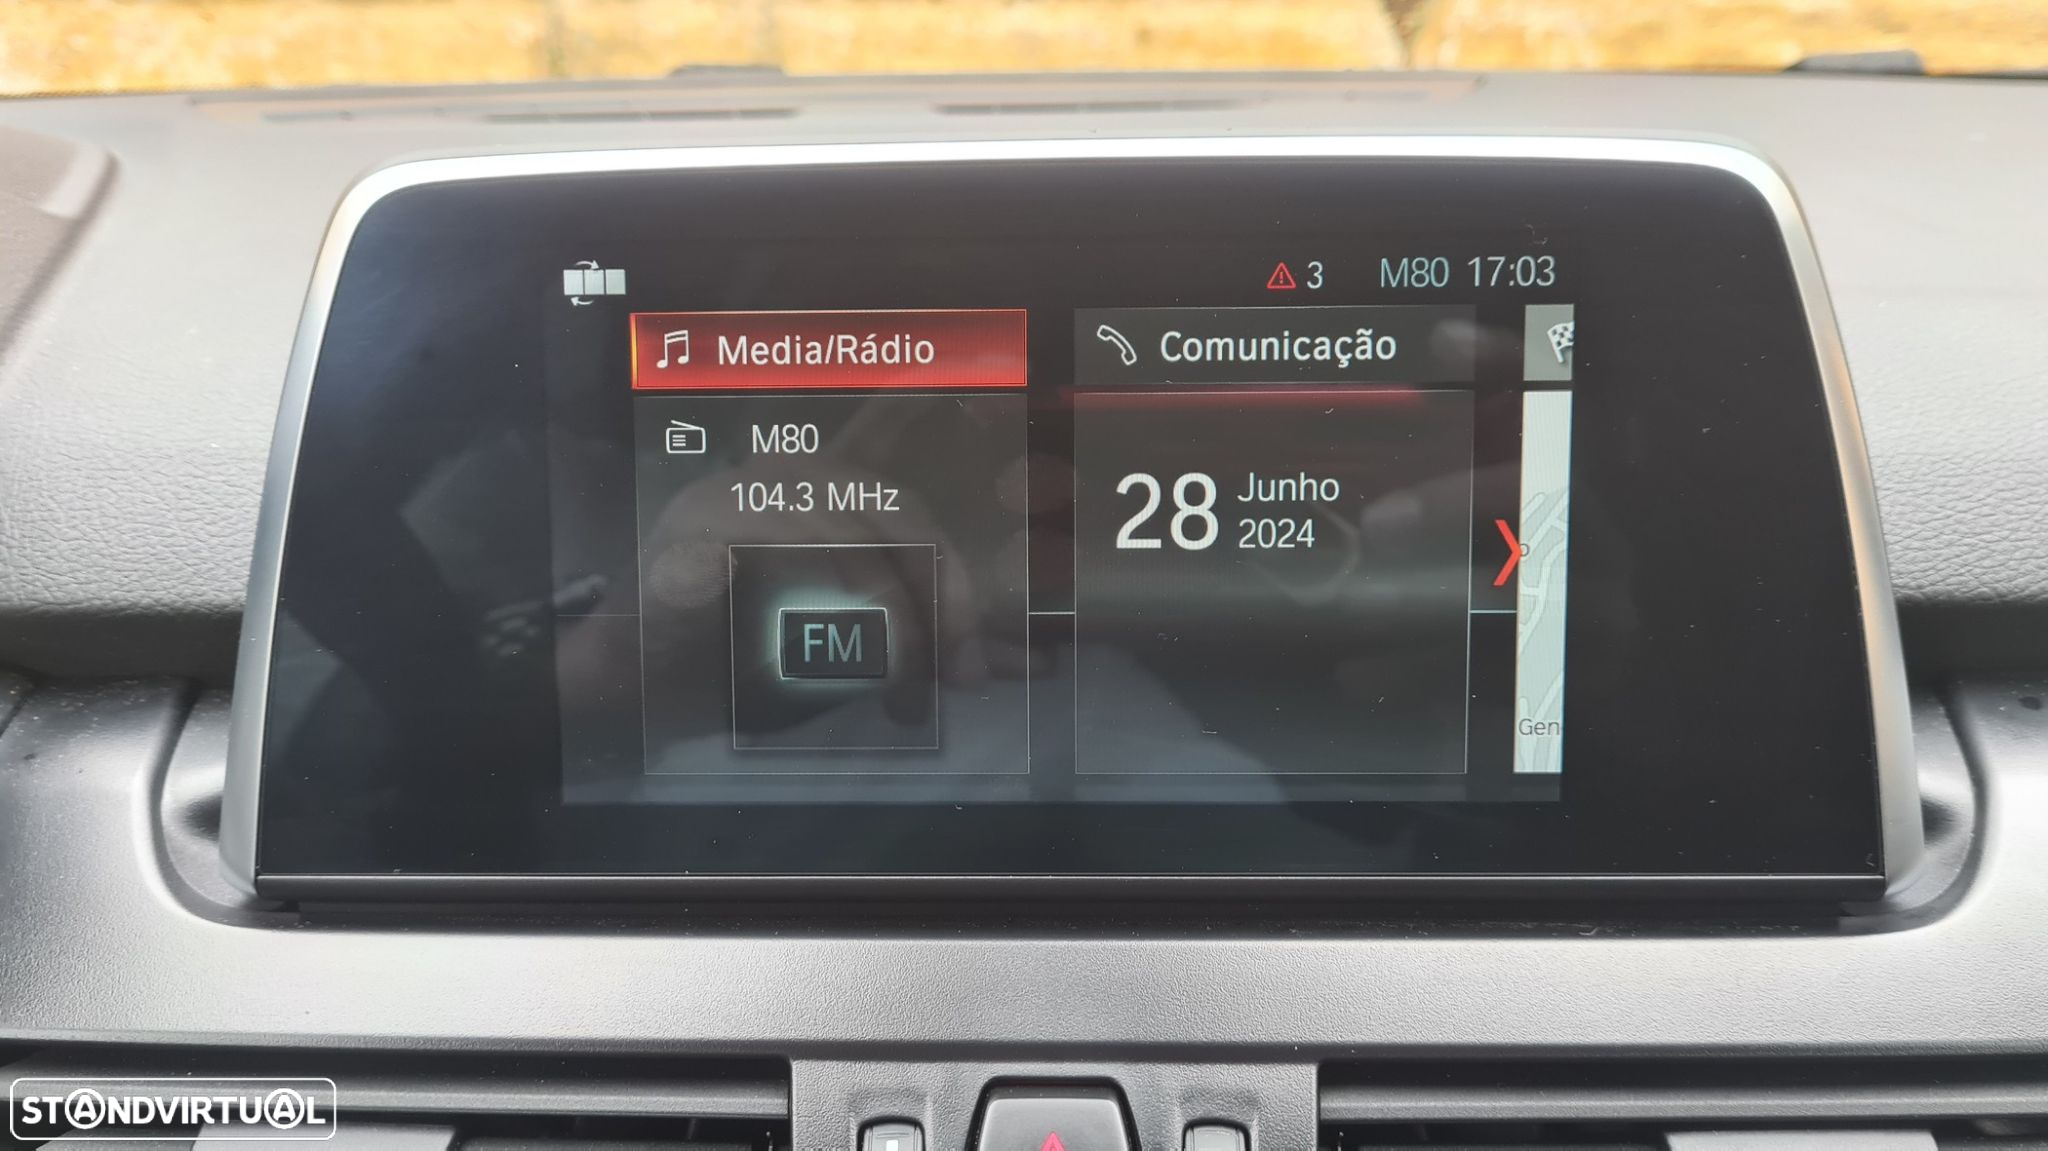 3 M80 17:03
Media/Rádio
Comunicação
M80
104.3 MHz
FM
28 Junho
2024
Gen
STANDVIRTUAL